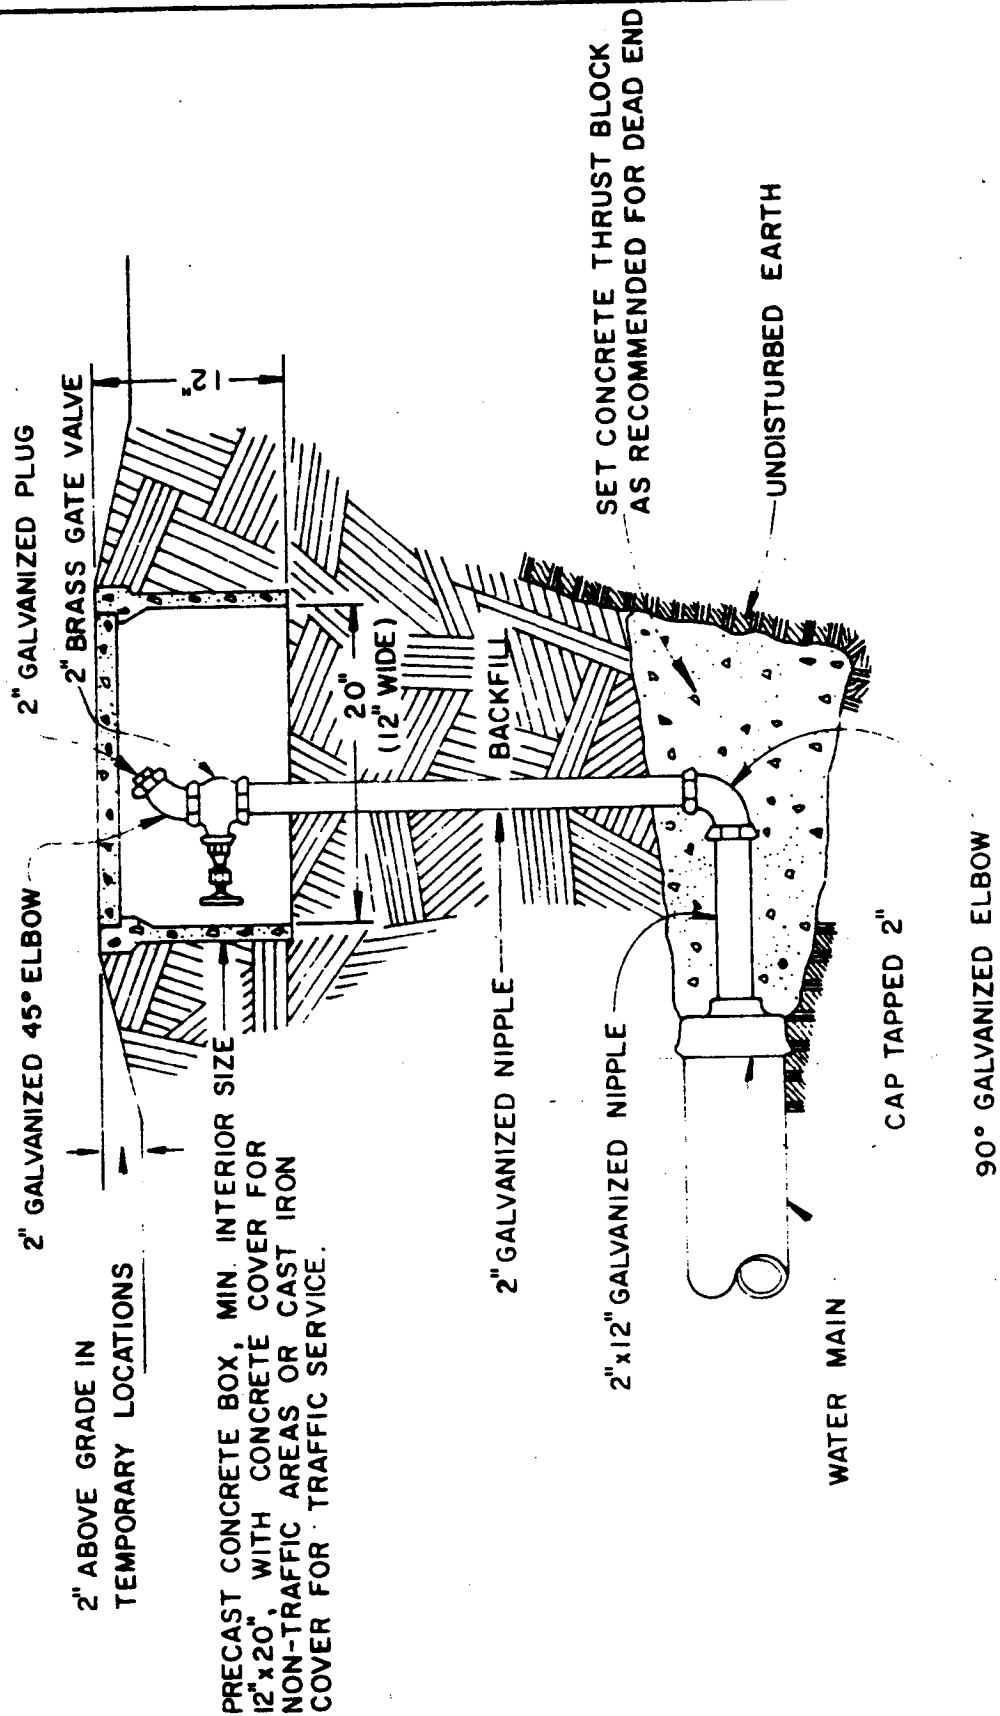 2" GALVANIZED PLUG
2" BRASS GATE VALVE
2" GALVANIZED 45° ELBOW
12"
2" ABOVE GRADE IN
TEMPORARY LOCATIONS
PRECAST CONCRETE BOX, MIN. INTERIOR SIZE
12"x20", WITH CONCRETE COVER FOR
NON-TRAFFIC AREAS OR CAST IRON
COVER FOR TRAFFIC SERVICE.
20"
(12" WIDE)
BACKFILL
2" GALVANIZED NIPPLE
SET CONCRETE THRUST BLOCK
AS RECOMMENDED FOR DEAD END
2"x12" GALVANIZED NIPPLE
UNDISTURBED EARTH
WATER MAIN
CAP TAPPED 2"
90° GALVANIZED ELBOW